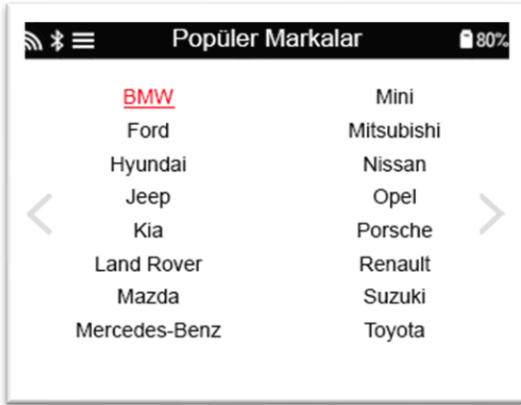 Popüler Markalar 80%
BMW Mini
Ford Mitsubishi
Hyundai Nissan
Jeep Opel
Kia Porsche
Land Rover Renault
Mazda Suzuki
Mercedes-Benz Toyota